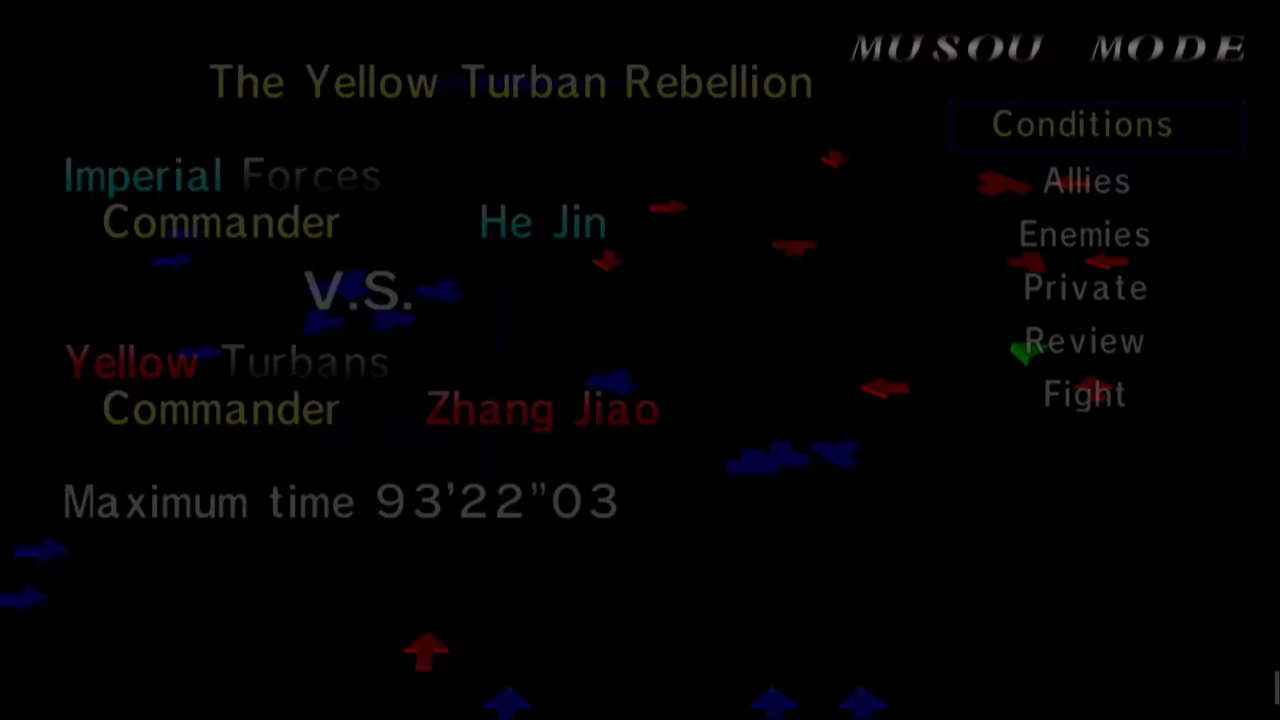 MUSOU MODE
The Yellow Turban Rebellion
Conditions
Imperial Forces
Allies
Commander He Jin
Enemies
V.S.
Private
Review
Yellow Turbans
Fight
Commander Zhang Jiao
Maximum time 93'22"03